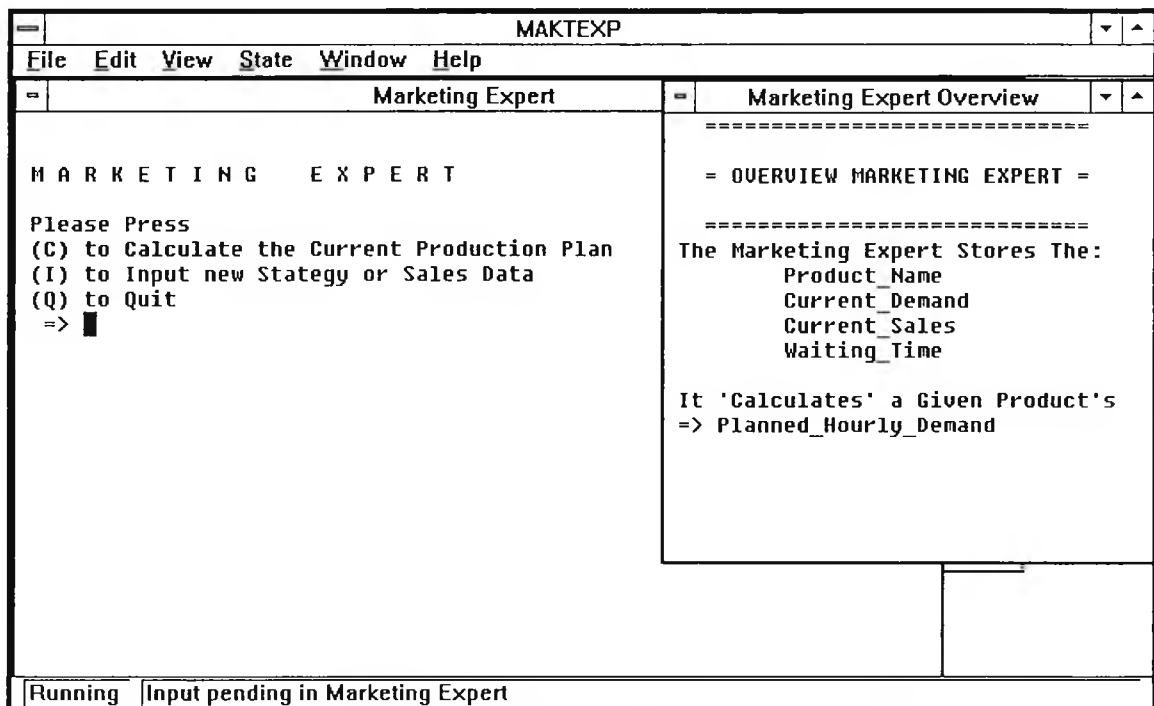 MAKTEXP
File Edit View State Window Help
Marketing Expert
M A R K E T I N G   E X P E R T
Please Press
(C) to Calculate the Current Production Plan
(I) to Input new Stategy or Sales Data
(Q) to Quit
=>
Marketing Expert Overview
==============================
= OVERVIEW MARKETING EXPERT =
==============================
The Marketing Expert Stores The:
Product_Name
Current_Demand
Current_Sales
Waiting_Time
It 'Calculates' a Given Product's
=> Planned_Hourly_Demand
Running Input pending in Marketing Expert